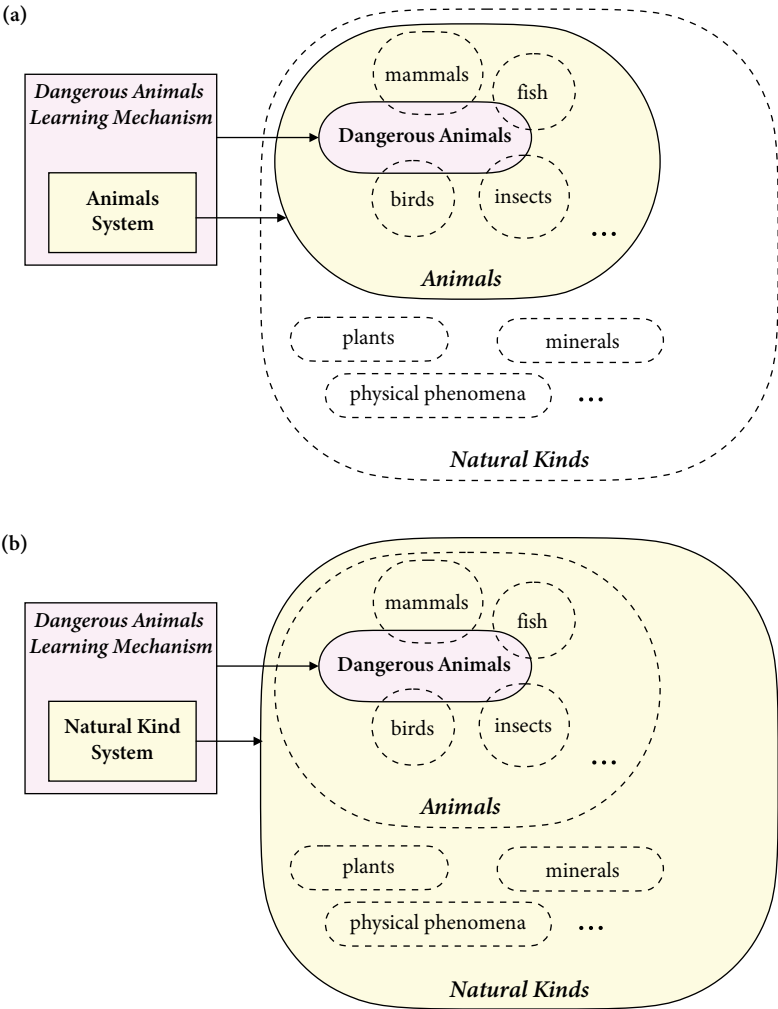 (a)
mammals
fish
Dangerous Animals
Learning Mechanism
Dangerous Animals
Animals
System
birds
insects
...
Animals
plants
minerals
physical phenomena
...
Natural Kinds
(b)
mammals
fish
Dangerous Animals
Learning Mechanism
Dangerous Animals
Natural Kind
System
birds
insects
...
Animals
plants
minerals
physical phenomena
...
Natural Kinds